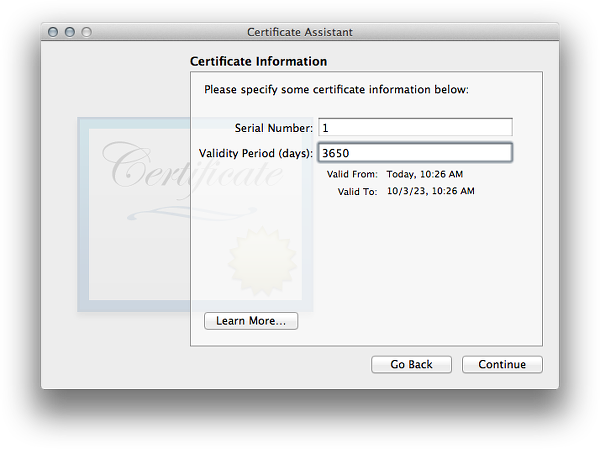 Certificate Assistant
Certificate Information
Please specify some certificate information below:
Certificate
Serial Number: 1
Validity Period (days): 3650
Valid From: Today, 10:26 AM
Valid To: 10/3/23, 10:26 AM
Learn More...
Go Back Continue